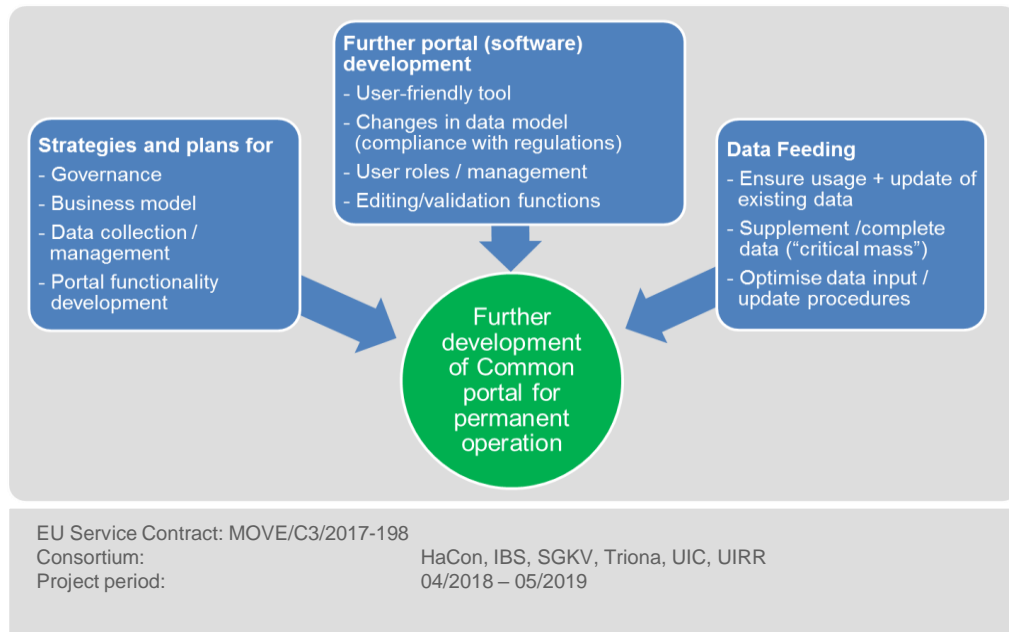 Further portal (software)
development
- User-friendly tool
- Changes in data model
(compliance with regulations)
- User roles / management
- Editing/validation functions
Strategies and plans for
- Governance
- Business model
- Data collection /
management
- Portal functionality
development
Data Feeding
- Ensure usage + update of
existing data
- Supplement /complete
data (“critical mass”)
- Optimise data input /
update procedures
Further
development
of Common
portal for
permanent
operation
EU Service Contract: MOVE/C3/2017-198
Consortium: HaCon, IBS, SGKV, Triona, UIC, UIRR
Project period: 04/2018 – 05/2019